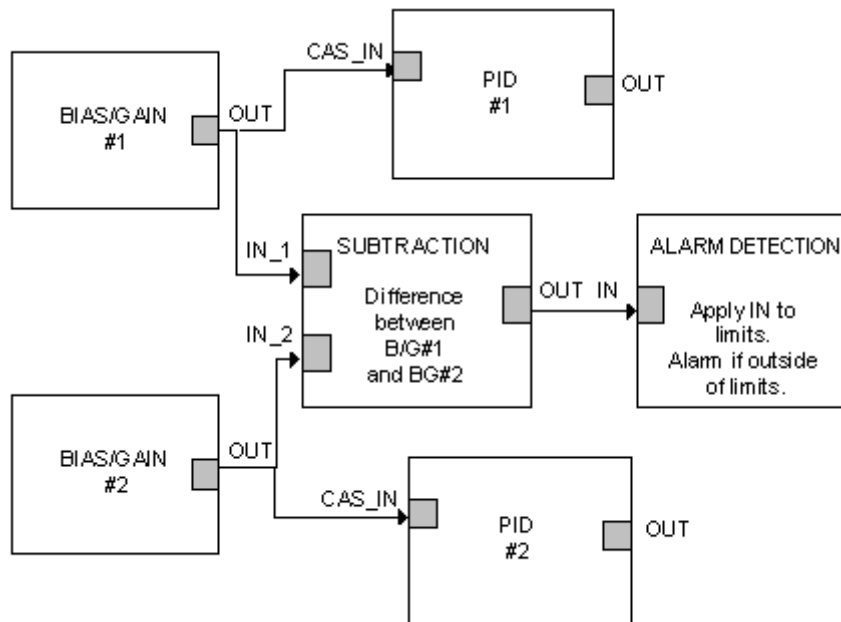 BIAS/GAIN
#1
OUT
CAS_IN
PID
#1
OUT
IN_1
IN_2
SUBTRACTION
Difference
between
B/G#1
and BG#2
OUT IN
ALARM DETECTION
Apply IN to
limits.
Alarm if outside
of limits.
BIAS/GAIN
#2
OUT
CAS_IN
PID
#2
OUT